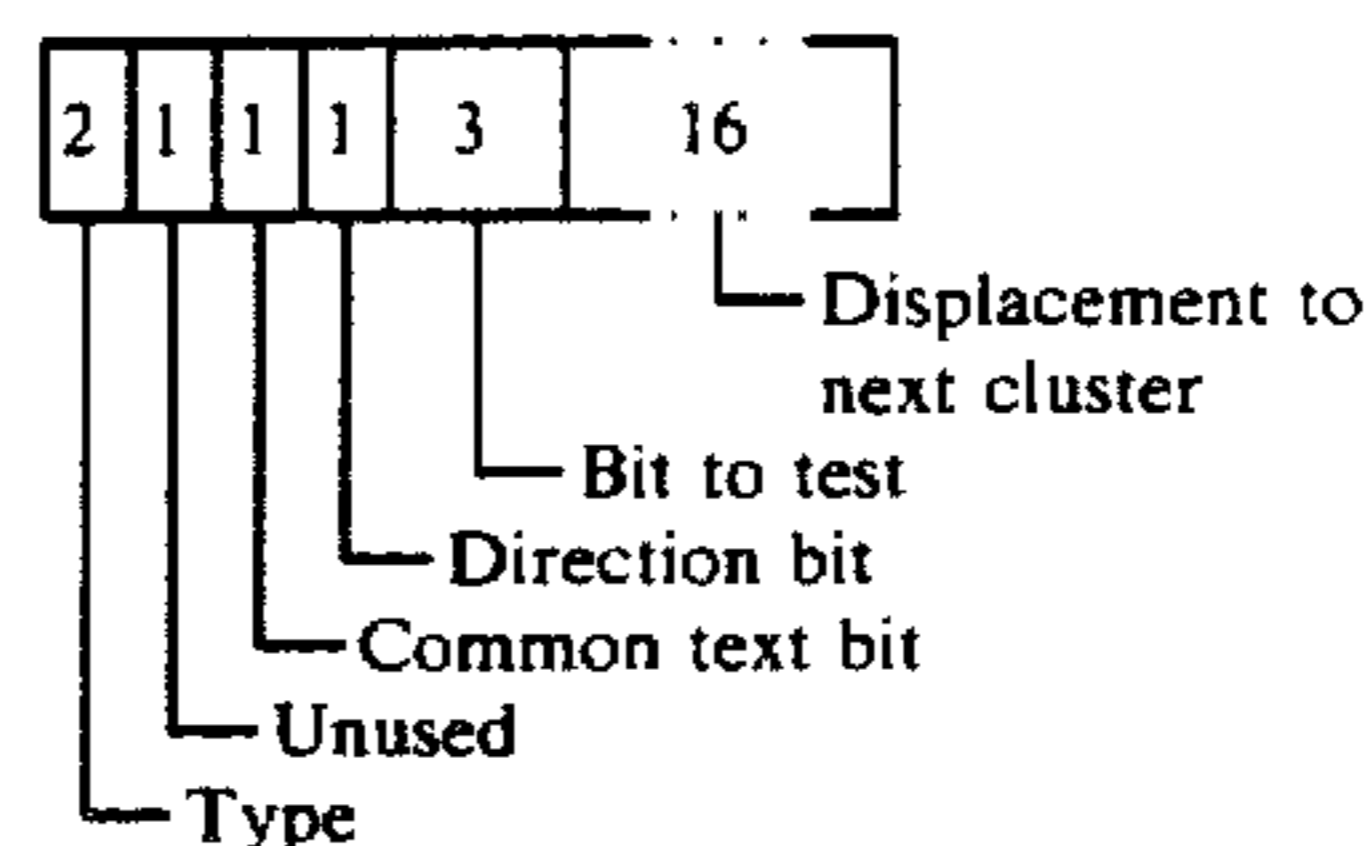 2 1 1 1 3 16
Displacement to
next cluster
Bit to test
Direction bit
Common text bit
Unused
Type